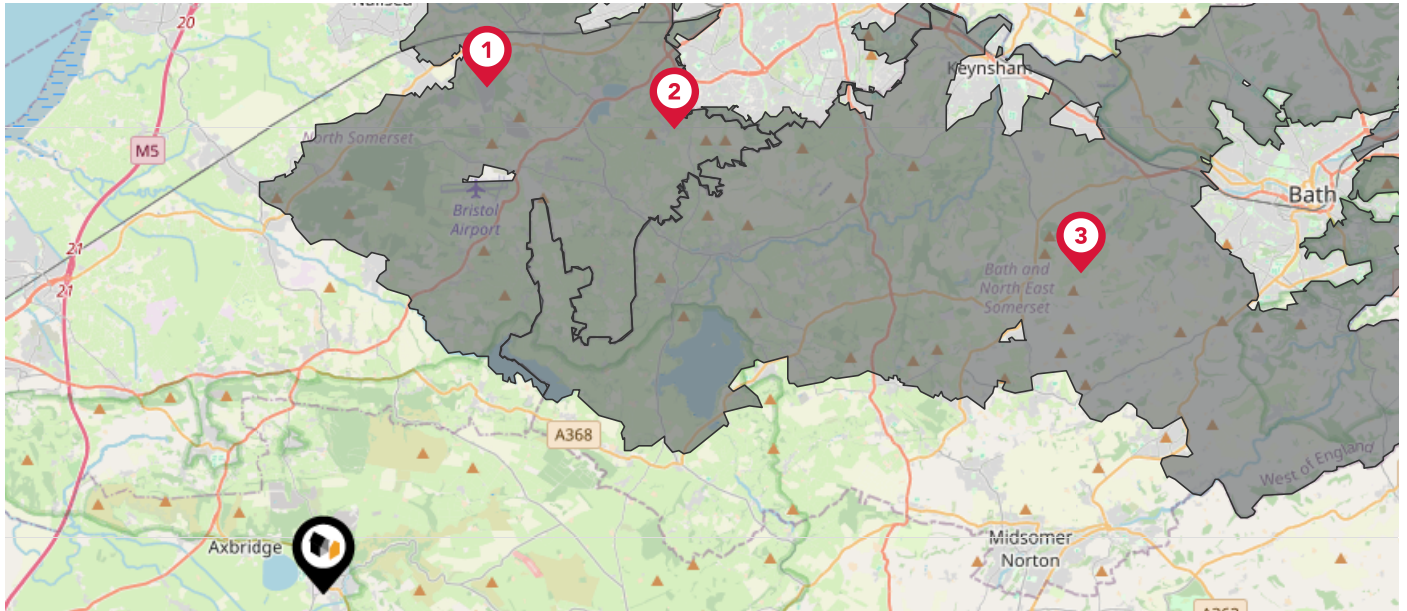 Nailsea
20
1
2
Keynsham
North Somerset
M5
Bath
Bristol
Airport
21
21
3
Bath and
North East
Somerset
A368
West of England
Axbridge
Midsomer
Norton
A362